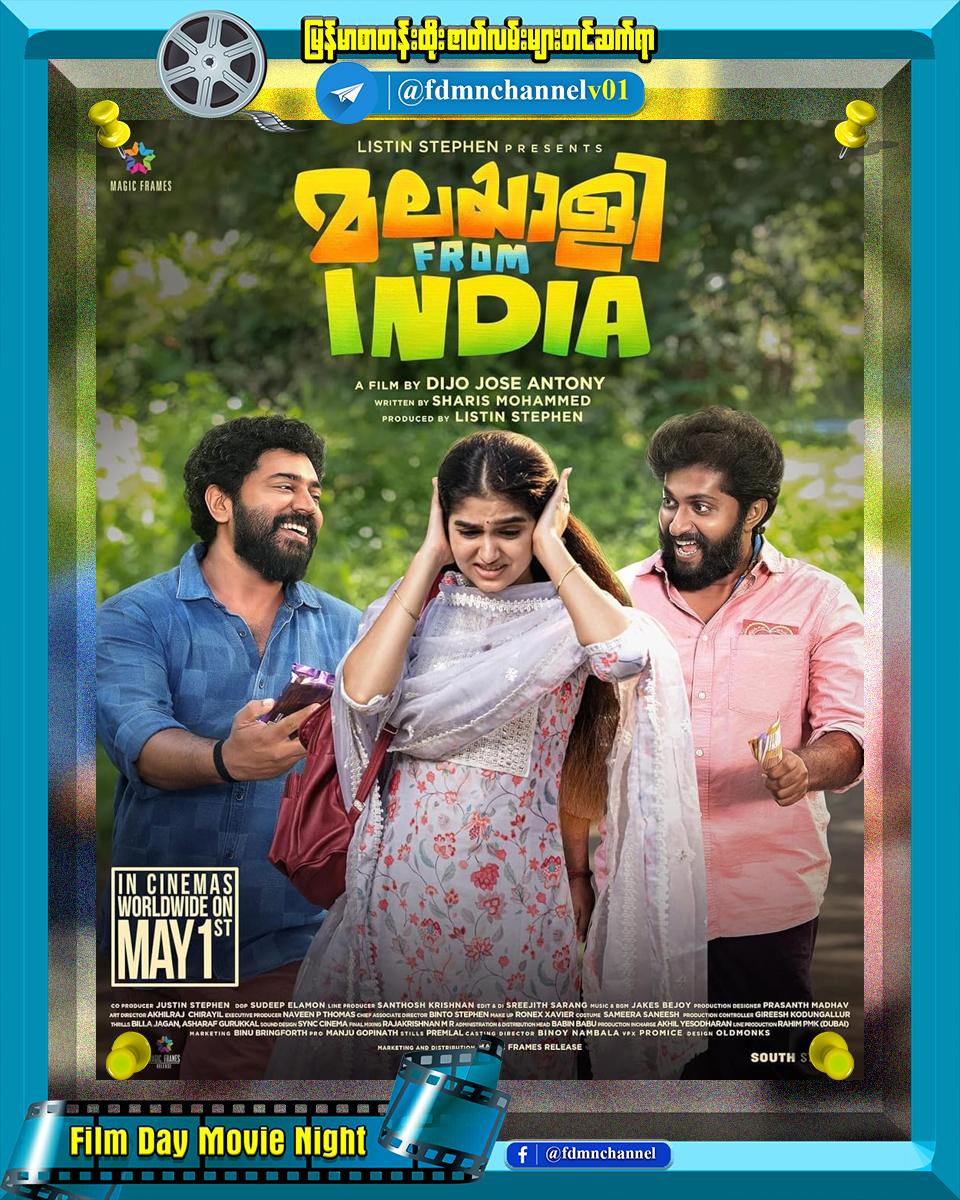 မြန်မာစာတန်းထိုးဇာတ်လမ်းများတင်ဆက်ရာ
@fdmnchannelv01
MAGIC FRAMES
LISTIN STEPHEN PRESENTS
മലയാളി
FROM
INDIA
A FILM BY DIJO JOSE ANTONY
WRITTEN BY SHARIS MOHAMMED
PRODUCED BY LISTIN STEPHEN
IN CINEMAS
WORLDWIDE ON
MAY 1ST
CO PRODUCER JUSTIN STEPHEN DOP SUDEEP ELAMON LINE PRODUCER SANTHOSH KRISHNAN EDIT & DI SREEJITH SARANG MUSIC & BGM JAKES BEJOY PRODUCTION DESIGNER PRASANTH MADHAV
ART DIRECTOR AKHILRAJ CHIRAYIL EXECUTIVE PRODUCER NAVEEN P THOMAS CHIEF ASSOCIATE DIRECTOR BINTO STEPHEN MAKE UP RONEX XAVIER COSTUME SAMEERA SANEESH PRODUCTION CONTROLLER GIREESH KODUNGALLUR
THRILLS BILLA JAGAN, ASHARAF GURUKKAL SOUND DESIGN SYNC CINEMA FINAL MIXING RAJAKRISHNAN M R ADMINISTRATION & DISTRIBUTION HEAD BABIN BABU PRODUCTION INCHARGE AKHIL YESODHARAN LINE PRODUCTION RAHIM PMK (DUBAI)
MARKETING BINU BRINGFORTH PRO MANJU GOPINATH STILLS PREMLAL CASTING DIRECTOR BINOY NAMBALA VFX PROMICE DESIGN OLDMONKS
MARKETING AND DISTRIBUTION FRAMES RELEASE
FRAMES
RELEASE
SOUTH
Film Day Movie Night
@fdmnchannel